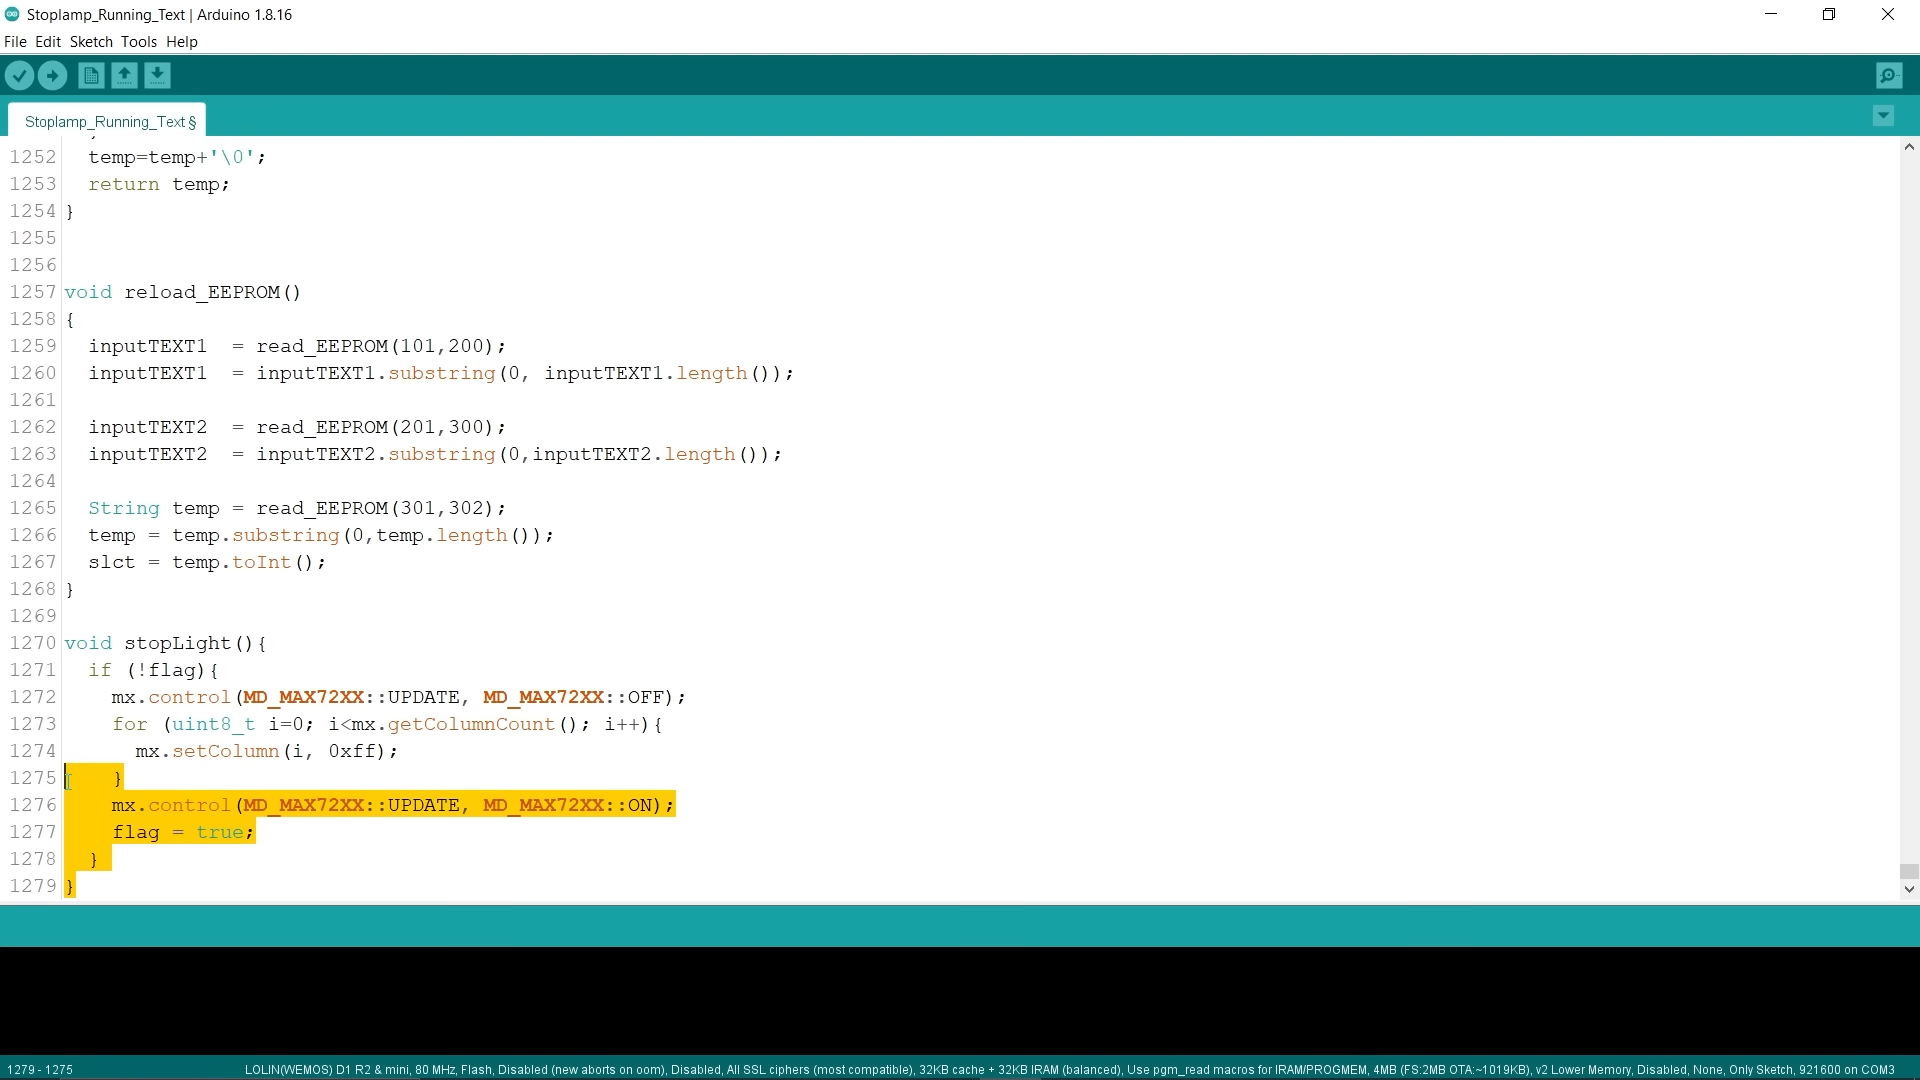 Stoplamp_Running_Text | Arduino 1.8.16
File Edit Sketch Tools Help
Stoplamp_Running_Text §
1252 temp=temp+'\0';
1253 return temp;
1254 }
1255
1256
1257 void reload_EEPROM()
1258 {
1259 inputTEXT1 = read_EEPROM(101,200);
1260 inputTEXT1 = inputTEXT1.substring(0, inputTEXT1.length());
1261
1262 inputTEXT2 = read_EEPROM(201,300);
1263 inputTEXT2 = inputTEXT2.substring(0,inputTEXT2.length());
1264
1265 String temp = read_EEPROM(301,302);
1266 temp = temp.substring(0,temp.length());
1267 slct = temp.toInt();
1268 }
1269
1270 void stopLight(){
1271 if (!flag){
1272 mx.control(MD_MAX72XX::UPDATE, MD_MAX72XX::OFF);
1273 for (uint8_t i=0; i<mx.getColumnCount(); i++){
1274 mx.setColumn(i, 0xff);
1275 }
1276 mx.control(MD_MAX72XX::UPDATE, MD_MAX72XX::ON);
1277 flag = true;
1278 }
1279 }
1279 - 1275 LOLIN(WEMOS) D1 R2 & mini, 80 MHz, Flash, Disabled (new aborts on oom), Disabled, All SSL ciphers (most compatible), 32KB cache + 32KB IRAM (balanced), Use pgm_read macros for IRAM/PROGMEM, 4MB (FS:2MB OTA:~1019KB), v2 Lower Memory, Disabled, None, Only Sketch, 921600 on COM3